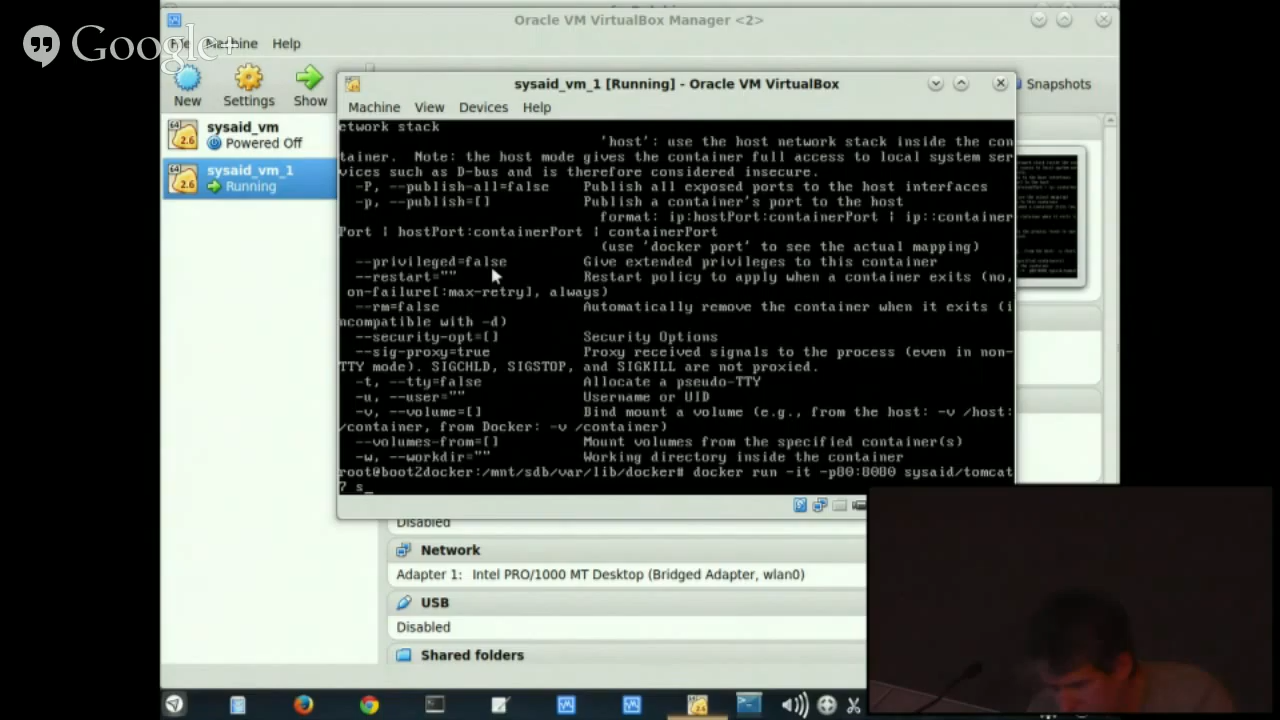 Oracle VM VirtualBox Manager <2>
Google+
Machine Help
New Settings Show Snapshots
sysaid_vm
Powered Off
sysaid_vm_1
Running
sysaid_vm_1 [Running] - Oracle VM VirtualBox
Machine View Devices Help
etwork stack
'host': use the host network stack inside the con
tainer. Note: the host mode gives the container full access to local system ser
vices such as D-bus and is therefore considered insecure.
-P, --publish-all=false Publish all exposed ports to the host interfaces
-p, --publish=[] Publish a container's port to the host
format: ip:hostPort:containerPort | ip::container
Port | hostPort:containerPort | containerPort
(use 'docker port' to see the actual mapping)
--privileged=false Give extended privileges to this container
--restart="" Restart policy to apply when a container exits (no,
on-failure[:max-retry], always)
--rm=false Automatically remove the container when it exits (i
ncompatible with -d)
--security-opt=[] Security Options
--sig-proxy=true Proxy received signals to the process (even in non-
TTY mode). SIGCHLD, SIGSTOP, and SIGKILL are not proxied.
-t, --tty=false Allocate a pseudo-TTY
-u, --user="" Username or UID
-v, --volume=[] Bind mount a volume (e.g., from the host: -v /host:
/container, from Docker: -v /container)
--volumes-from=[] Mount volumes from the specified container(s)
-w, --workdir="" Working directory inside the container
root@boot2docker:/mnt/sdb/var/lib/docker# docker run -it -p80:8080 sysaid/tomcat
7 s_
Disabled
Network
Adapter 1: Intel PRO/1000 MT Desktop (Bridged Adapter, wlan0)
USB
Disabled
Shared folders